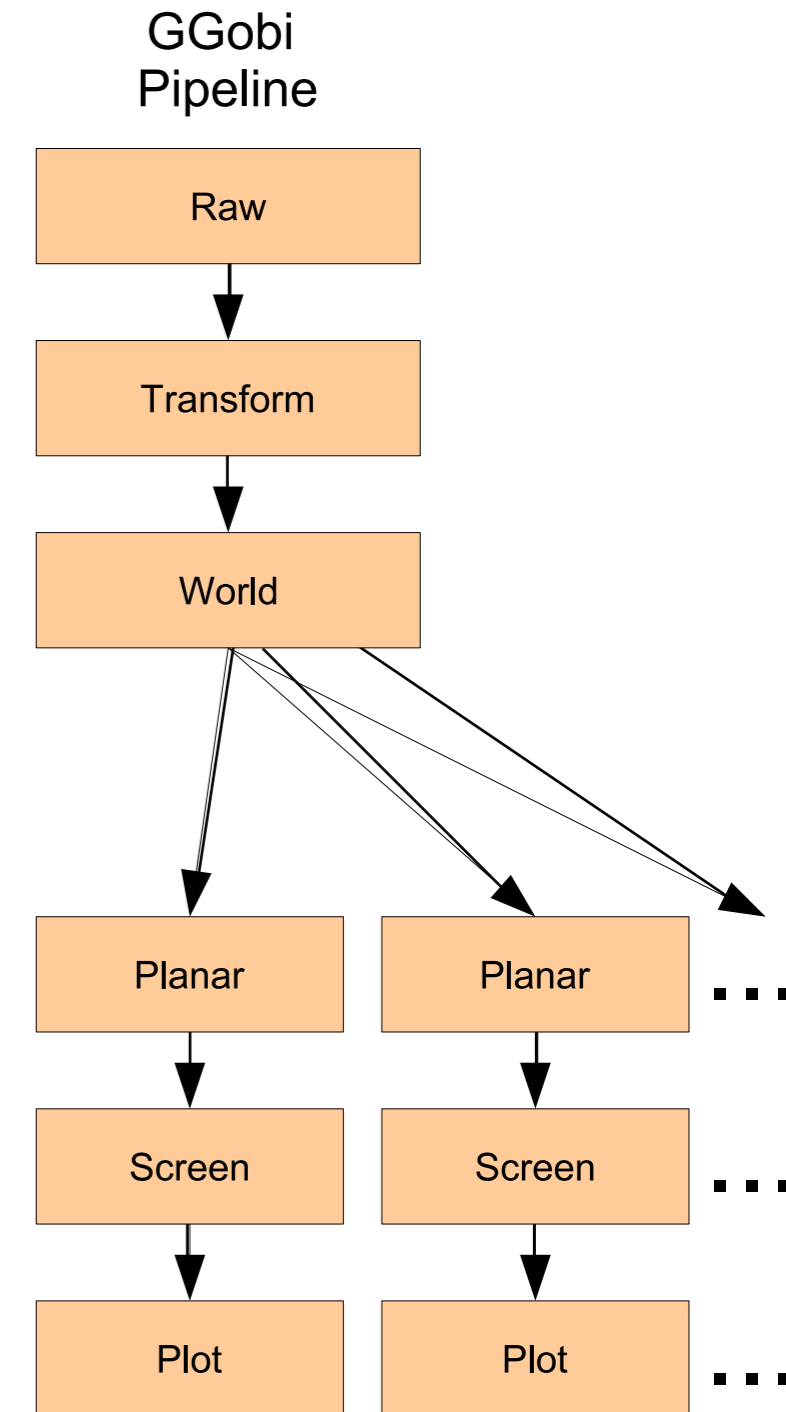 GGobi
Pipeline
Raw
Transform
World
Planar
Planar
Screen
Screen
Plot
Plot